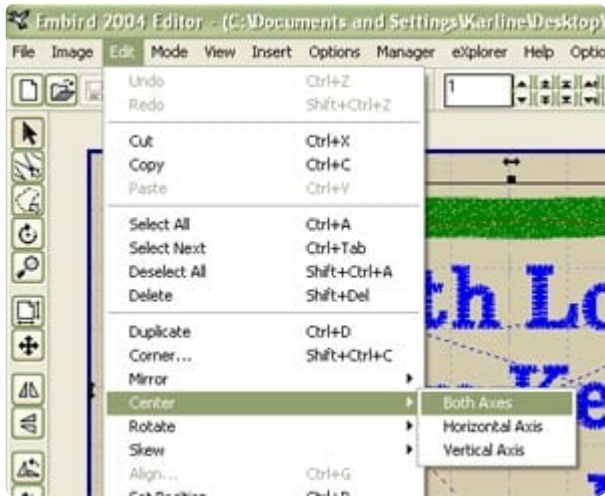 Embird 2004 Editor - (C:\Documents and Settings\Karline\Desktop\
File Image Edit Mode View Insert Options Manager eXplorer Help Optio
1
Undo Ctrl+Z
Redo Shift+Ctrl+Z
Cut Ctrl+X
Copy Ctrl+C
Paste Ctrl+V
Select All Ctrl+A
Select Next Ctrl+Tab
Deselect All Shift+Ctrl+A
Delete Shift+Del
Duplicate Ctrl+D
Corner... Shift+Ctrl+C
Mirror
Center
Both Axes
Rotate
Horizontal Axis
Skew
Vertical Axis
Align... Ctrl+G
Set Position
th Lo
Ke